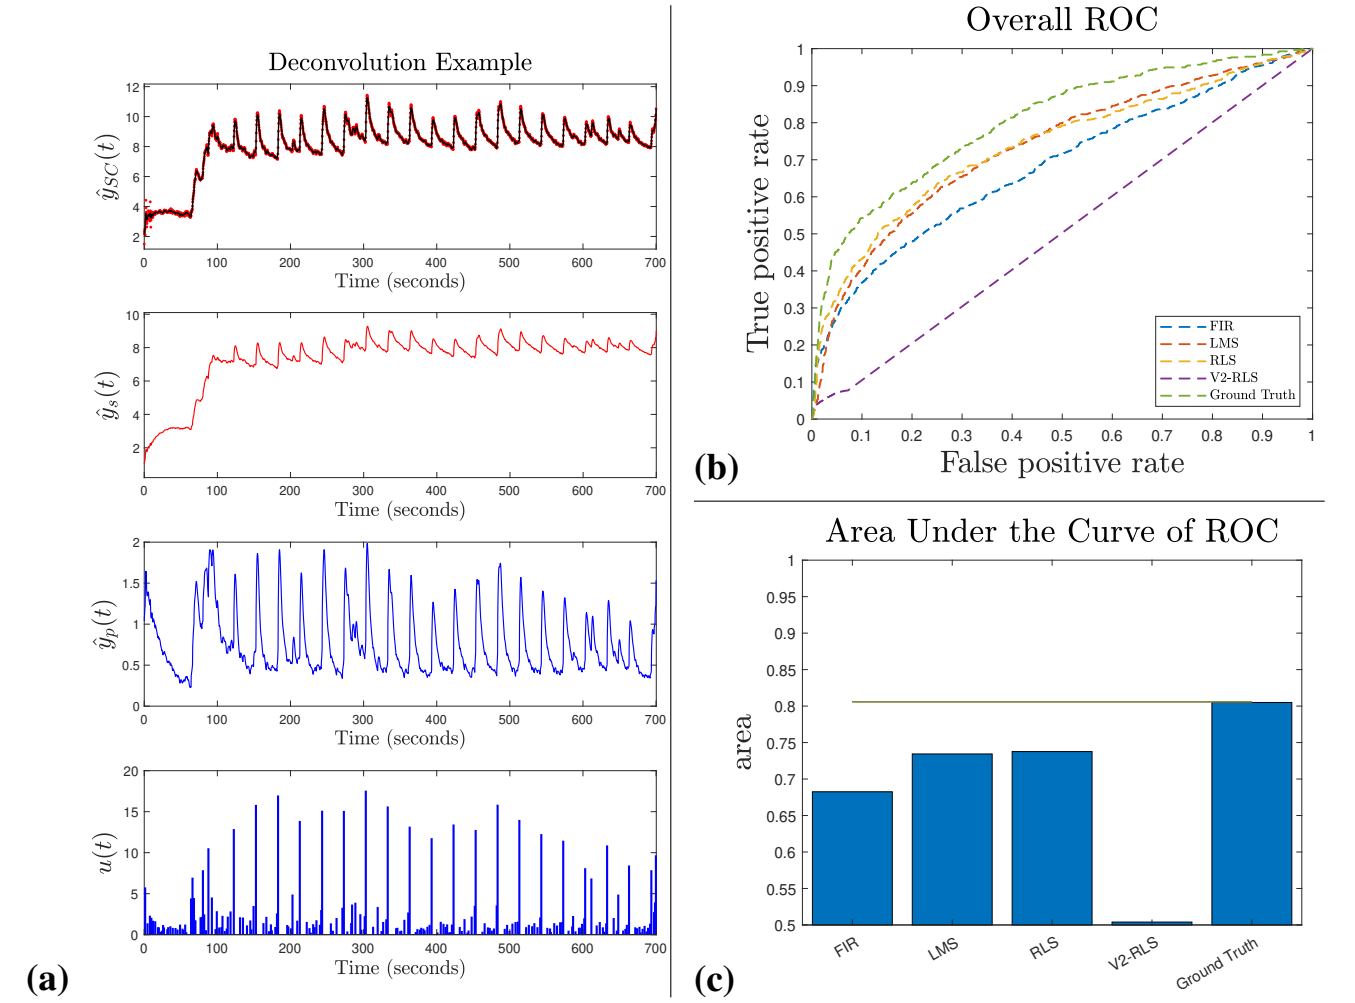 Deconvolution Example
12
10
8
6
4
2
ŷSC(t)
0 100 200 300 400 500 600 700
Time (seconds)
10
8
6
4
2
ŷs(t)
0 100 200 300 400 500 600 700
Time (seconds)
2
1.5
1
0.5
0
ŷp(t)
0 100 200 300 400 500 600 700
Time (seconds)
20
15
10
5
0
u(t)
0 100 200 300 400 500 600 700
Time (seconds)
(a)
Overall ROC
1
0.9
0.8
0.7
0.6
0.5
0.4
0.3
0.2
0.1
0
True positive rate
FIR
LMS
RLS
V2-RLS
Ground Truth
0 0.1 0.2 0.3 0.4 0.5 0.6 0.7 0.8 0.9 1
False positive rate
(b)
Area Under the Curve of ROC
1
0.95
0.9
0.85
0.8
0.75
0.7
0.65
0.6
0.55
0.5
area
FIR LMS RLS V2-RLS Ground Truth
(c)